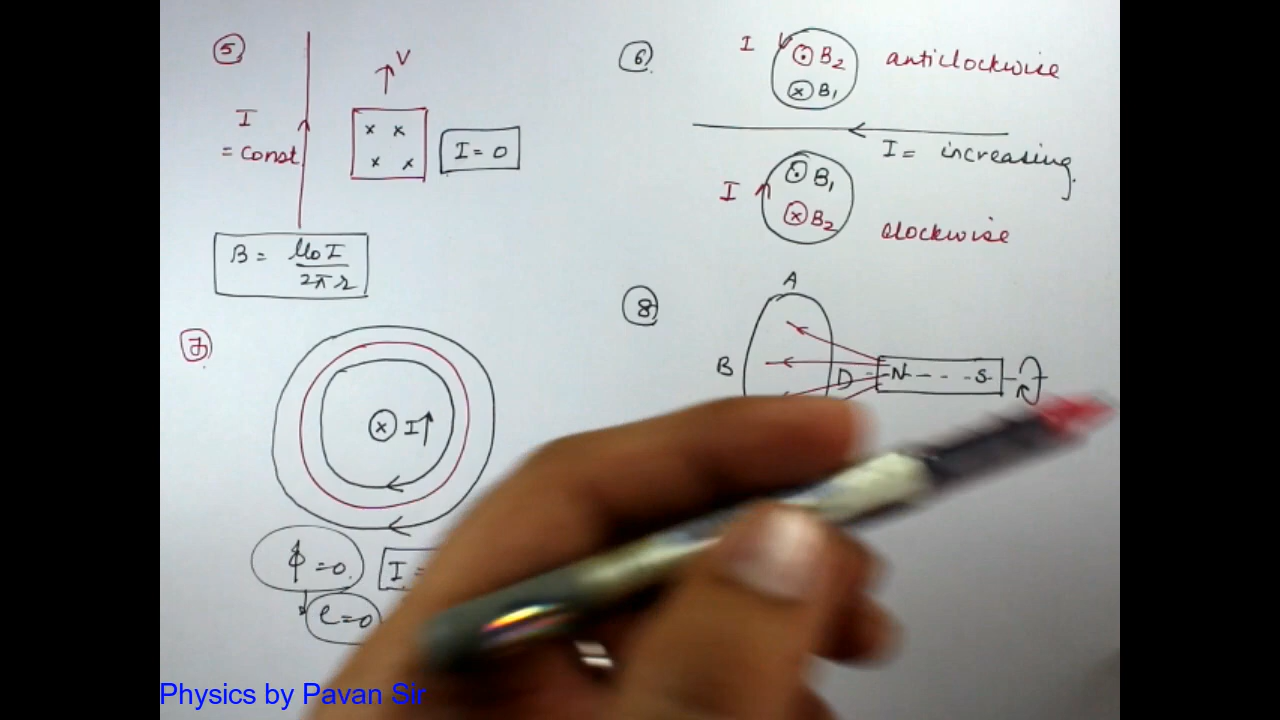 5
V
I
= Const
x x
x x
I = 0
B = μ₀I / 2πr
6
I
⊙ B₂
⊗ B₁
anticlockwise
I = increasing
⊙ B₁
I
⊗ B₂
clockwise
7
⊗ I↑
ϕ = 0
I =
e = 0
8
A
B
D
N
S
Physics by Pavan Sir